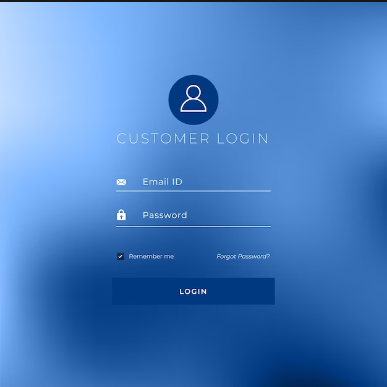 CUSTOMER LOGIN
Email ID
Password
Remember me Forgot Password?
LOGIN